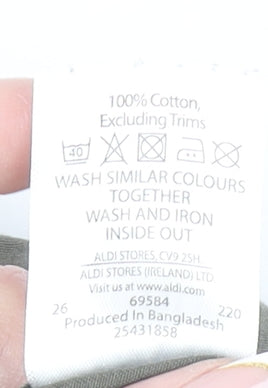 100% Cotton,
Excluding Trims
40
WASH SIMILAR COLOURS
TOGETHER
WASH AND IRON
INSIDE OUT
ALDI STORES, CV9 2SH.
ALDI STORES (IRELAND) LTD
Visit us at www.aldi.com
26 69584 220
Produced In Bangladesh
25431858